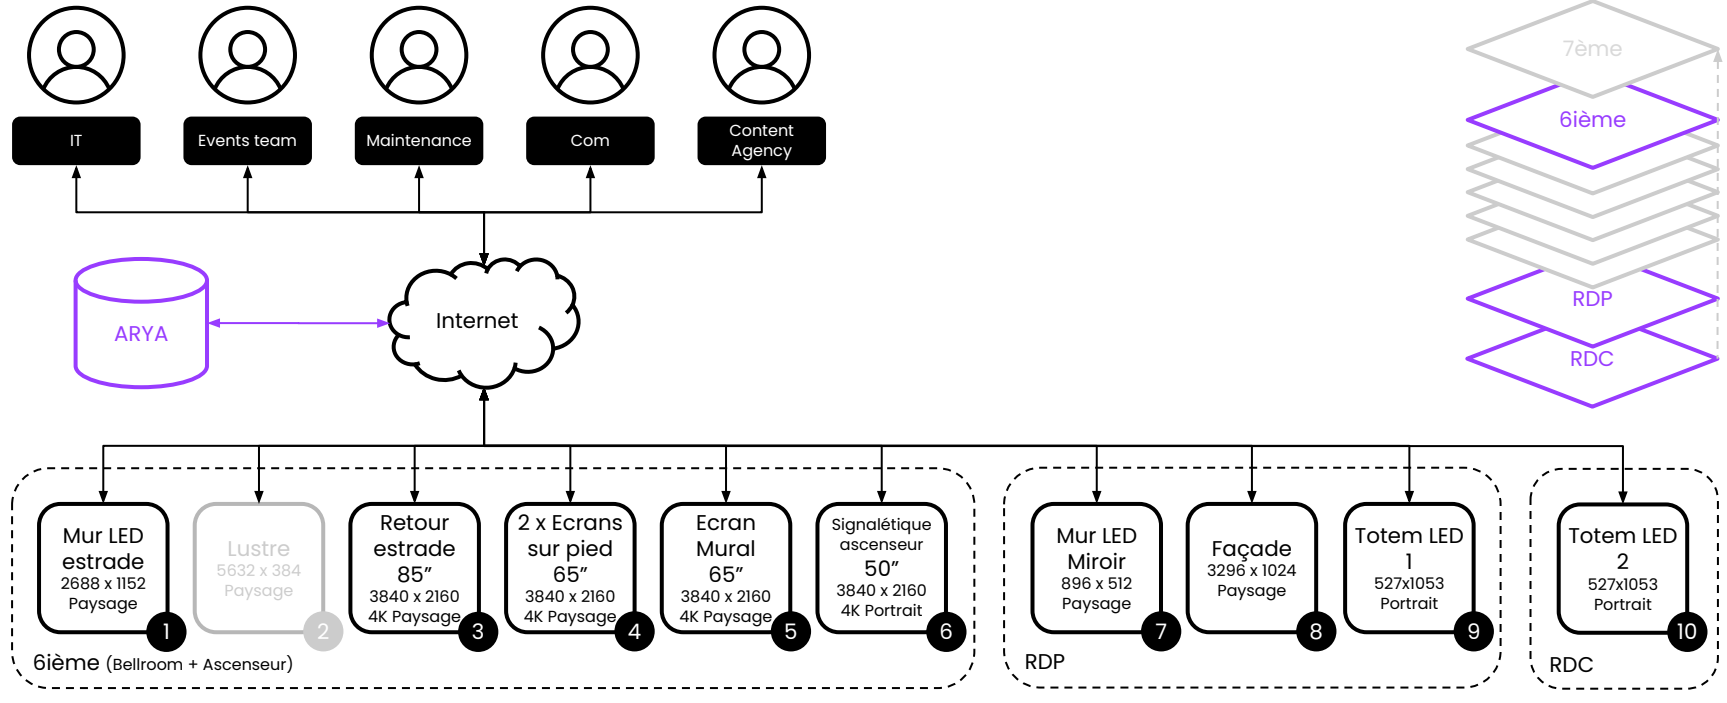 IT
Events team
Maintenance
Com
Content
Agency
7ème
6ième
RDP
RDC
ARYA
Internet
Mur LED
estrade
2688 x 1152
Paysage
1
Lustre
5632 x 384
Paysage
2
Retour
estrade
85”
3840 x 2160
4K Paysage
3
2 x Ecrans
sur pied
65”
3840 x 2160
4K Paysage
4
Ecran
Mural
65”
3840 x 2160
4K Paysage
5
Signalétique
ascenseur
50”
3840 x 2160
4K Portrait
6
6ième (Bellroom + Ascenseur)
Mur LED
Miroir
896 x 512
Paysage
7
Façade
3296 x 1024
Paysage
8
Totem LED
1
527x1053
Portrait
9
RDP
Totem LED
2
527x1053
Portrait
10
RDC